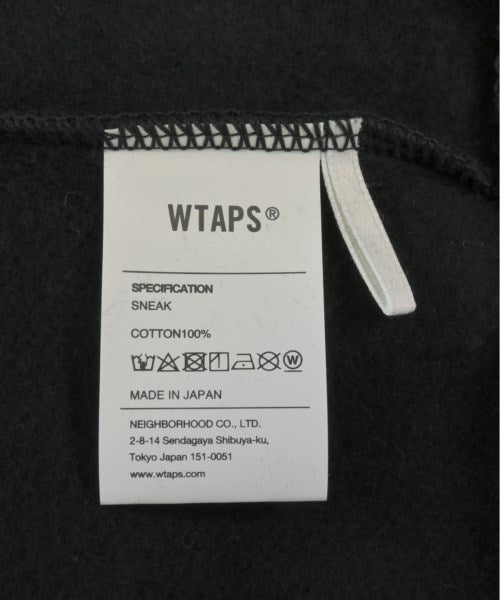 WTAPS®
SPECIFICATION
SNEAK
COTTON100%
W
MADE IN JAPAN
NEIGHBORHOOD CO., LTD.
2-8-14 Sendagaya Shibuya-ku,
Tokyo Japan 151-0051
www.wtaps.com